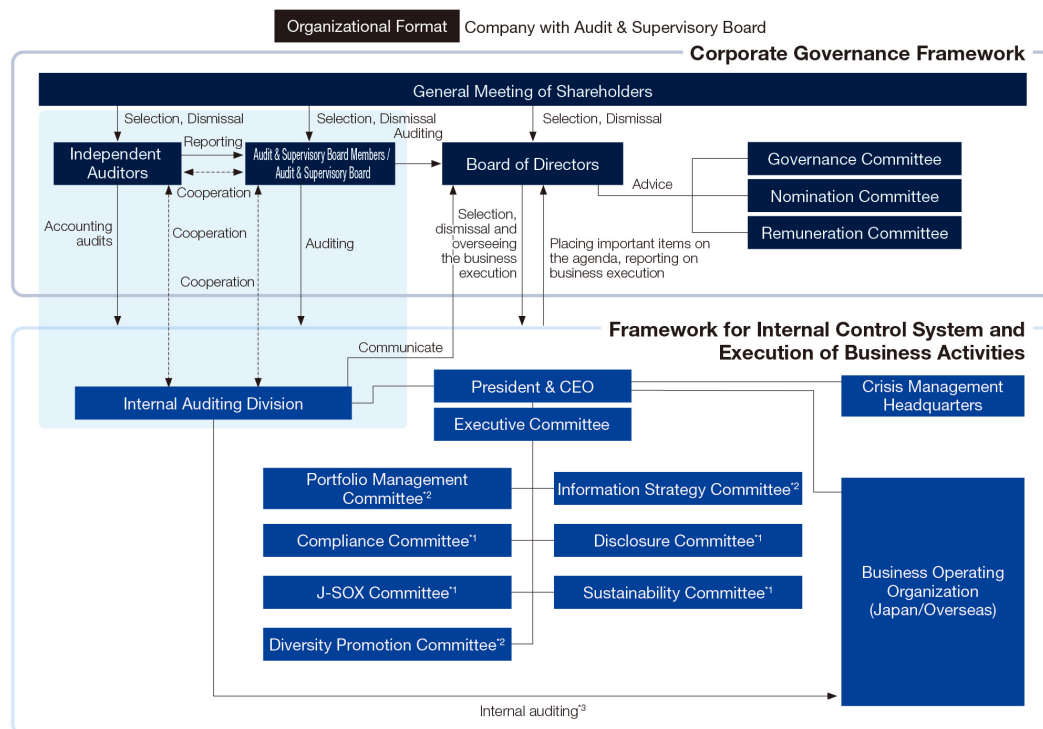 Organizational Format Company with Audit & Supervisory Board
Corporate Governance Framework
General Meeting of Shareholders
Selection, Dismissal
Selection, Dismissal
Selection, Dismissal
Independent
Auditors
Reporting
Cooperation
Audit & Supervisory Board Members /
Audit & Supervisory Board
Auditing
Board of Directors
Advice
Governance Committee
Nomination Committee
Remuneration Committee
Accounting
audits
Cooperation
Cooperation
Auditing
Selection,
dismissal and
overseeing
the business
execution
Placing important items on
the agenda, reporting on
business execution
Framework for Internal Control System and
Execution of Business Activities
Communicate
Internal Auditing Division
President & CEO
Executive Committee
Crisis Management
Headquarters
Portfolio Management
Committee*2
Information Strategy Committee*2
Compliance Committee*1
Disclosure Committee*1
J-SOX Committee*1
Sustainability Committee*1
Diversity Promotion Committee*2
Business Operating
Organization
(Japan/Overseas)
Internal auditing*3